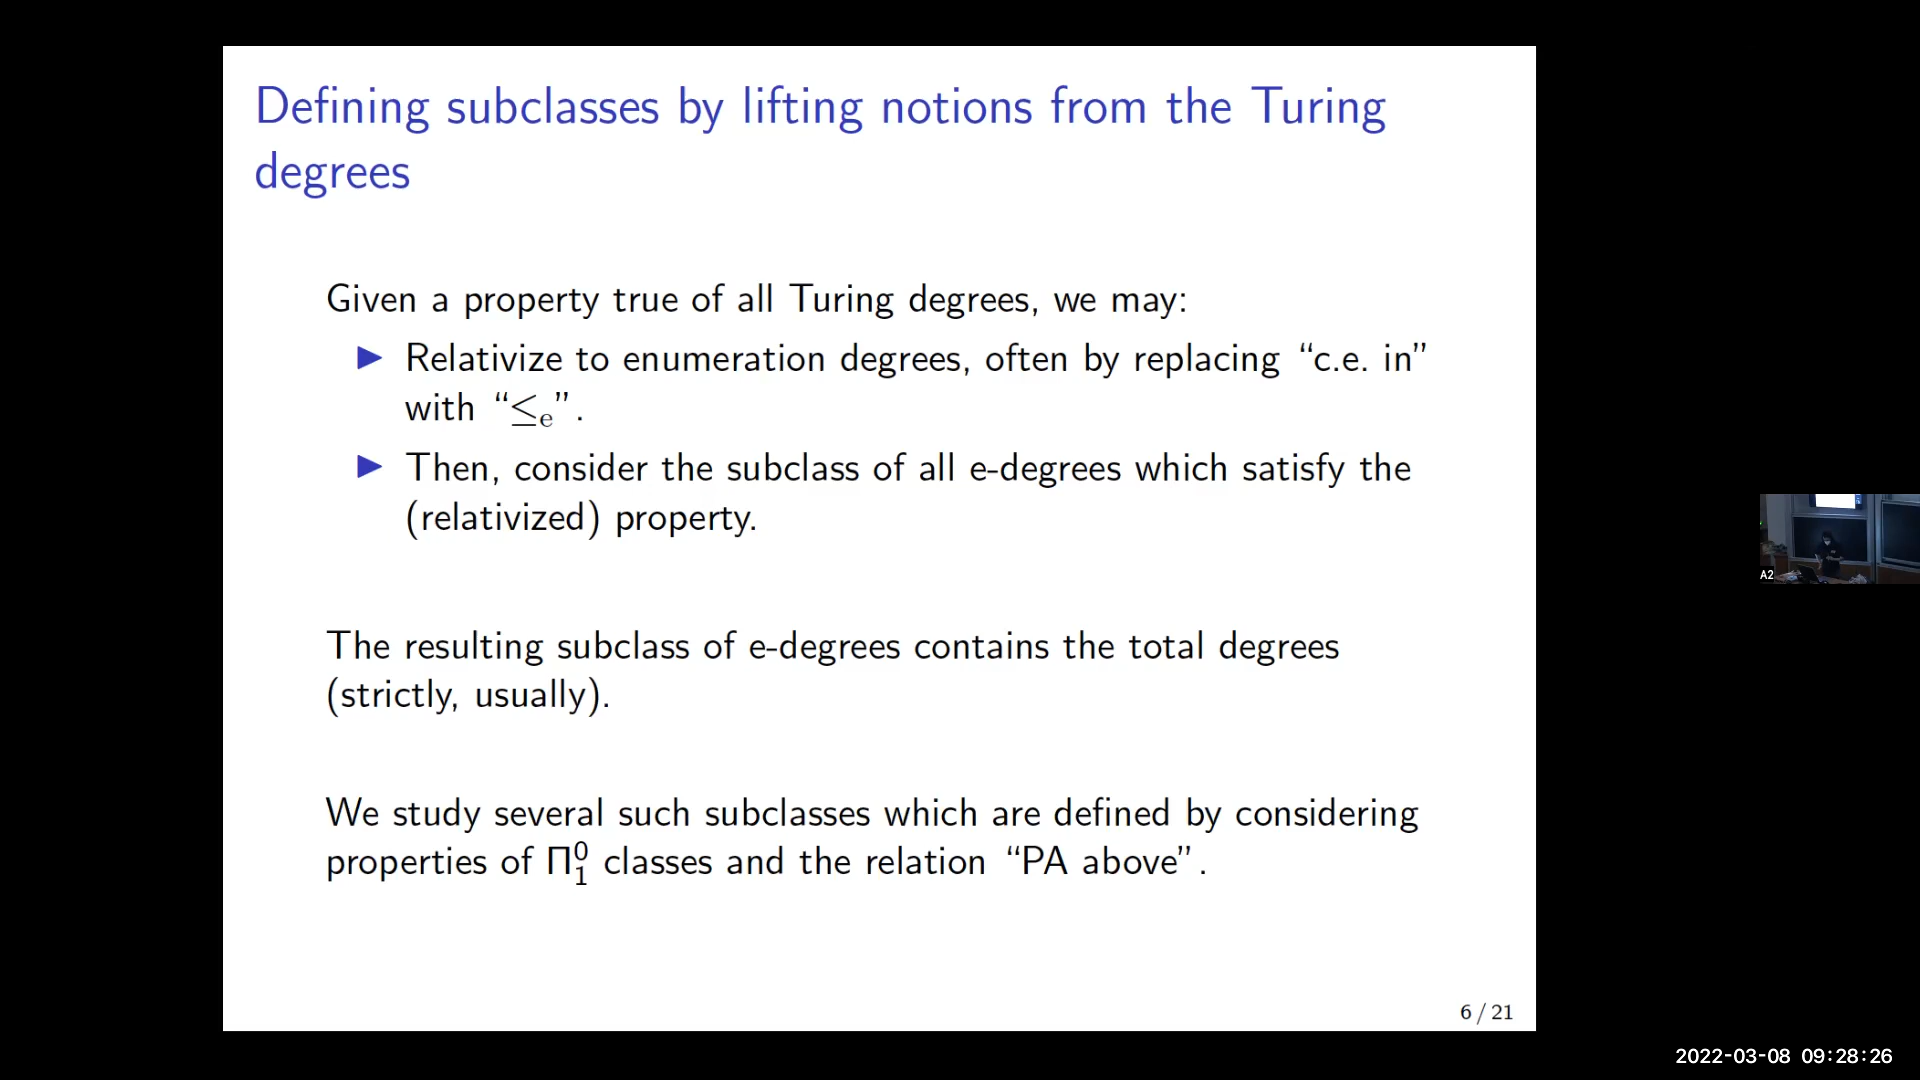 Defining subclasses by lifting notions from the Turing
degrees
Given a property true of all Turing degrees, we may:
▶ Relativize to enumeration degrees, often by replacing “c.e. in”
with “≤e”.
▶ Then, consider the subclass of all e-degrees which satisfy the
(relativized) property.
The resulting subclass of e-degrees contains the total degrees
(strictly, usually).
We study several such subclasses which are defined by considering
properties of Π⁰₁ classes and the relation “PA above”.
6 / 21
A2
2022-03-08 09:28:26